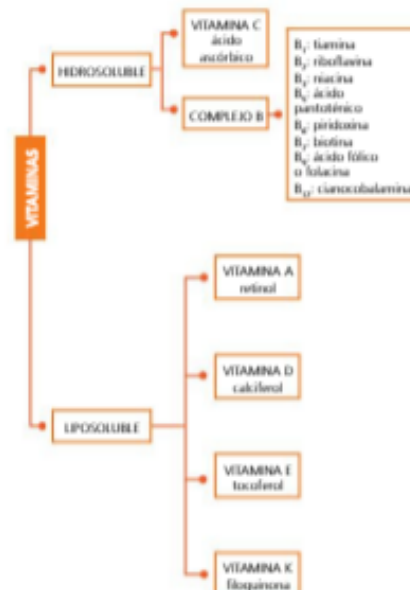 VITAMINAS
HIDROSOLUBLE
VITAMINA C
ácido
ascórbico
COMPLEJO B
B1: tiamina
B2: riboflavina
B3: niacina
B5: ácido
pantoténico
B6: piridoxina
B7: biotina
B9: ácido fólico
o folacina
B12: cianocobalamina
LIPOSOLUBLE
VITAMINA A
retinol
VITAMINA D
calciferol
VITAMINA E
tocoferol
VITAMINA K
filoquinona